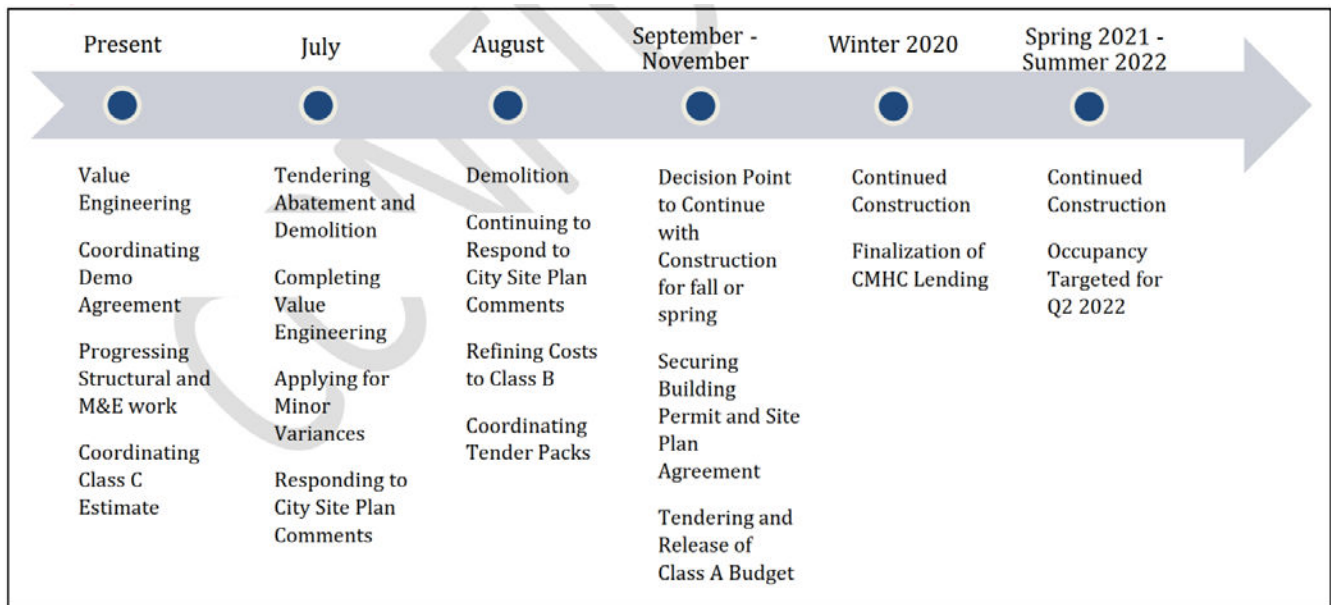 Present
July
August
September -
November
Winter 2020
Spring 2021 -
Summer 2022
Value
Engineering
Coordinating
Demo
Agreement
Progressing
Structural and
M&E work
Coordinating
Class C
Estimate
Tendering
Abatement and
Demolition
Completing
Value
Engineering
Applying for
Minor
Variances
Responding to
City Site Plan
Comments
Demolition
Continuing to
Respond to
City Site Plan
Comments
Refining Costs
to Class B
Coordinating
Tender Packs
Decision Point
to Continue
with
Construction
for fall or
spring
Securing
Building
Permit and Site
Plan
Agreement
Tendering and
Release of
Class A Budget
Continued
Construction
Finalization of
CMHC Lending
Continued
Construction
Occupancy
Targeted for
Q2 2022